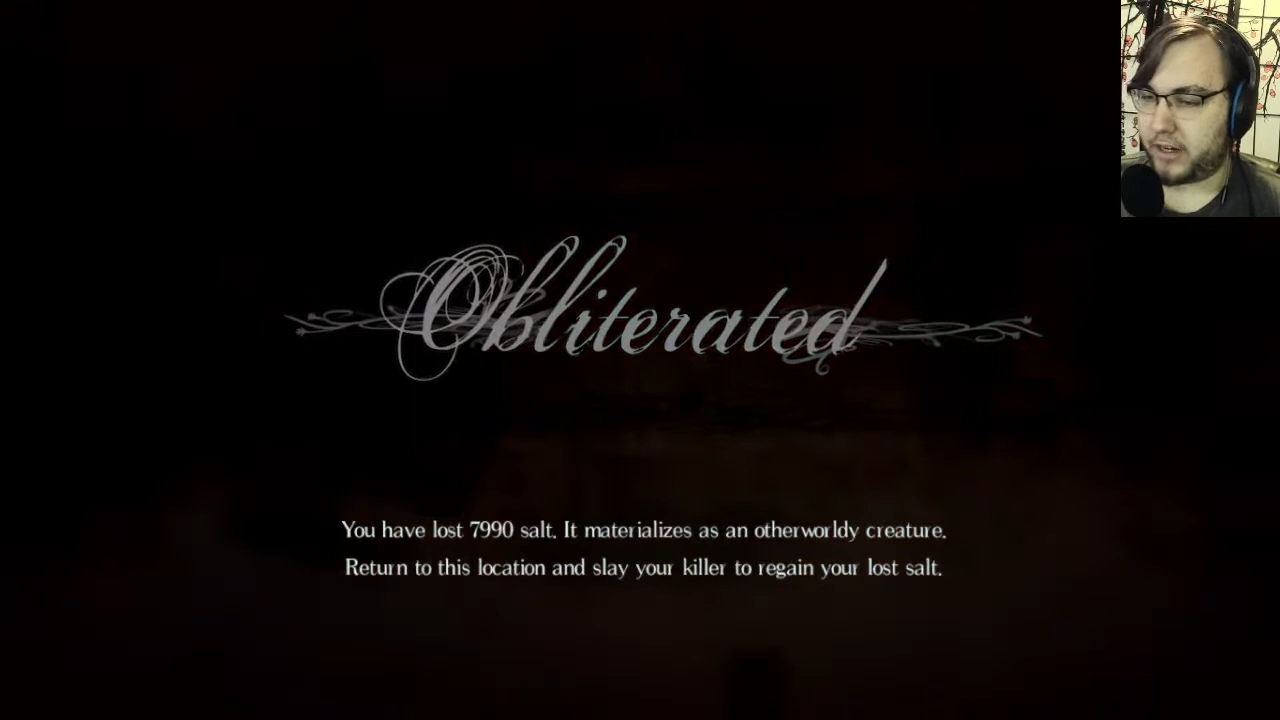 Obliterated
You have lost 7990 salt. It materializes as an otherworldy creature.
Return to this location and slay your killer to regain your lost salt.